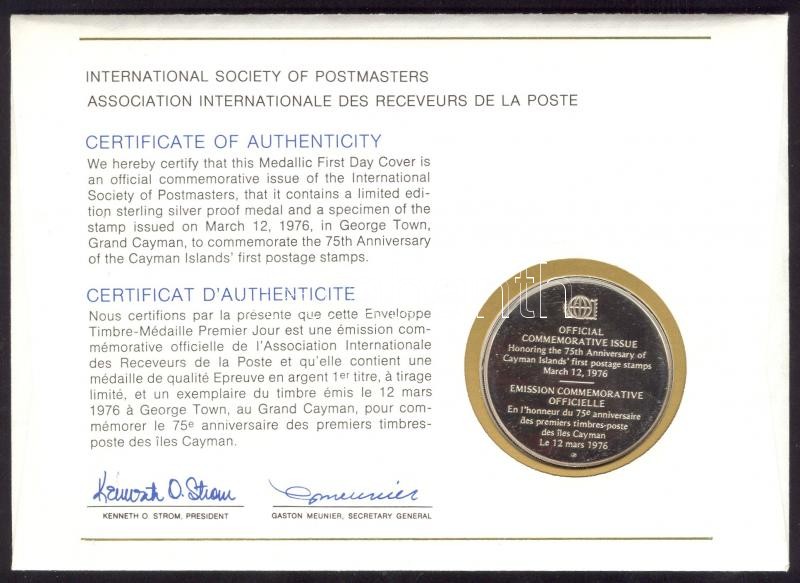 INTERNATIONAL SOCIETY OF POSTMASTERS
ASSOCIATION INTERNATIONALE DES RECEVEURS DE LA POSTE
CERTIFICATE OF AUTHENTICITY
We hereby certify that this Medallic First Day Cover is
an official commemorative issue of the International
Society of Postmasters, that it contains a limited edi-
tion sterling silver proof medal and a specimen of the
stamp issued on March 12, 1976, in George Town,
Grand Cayman, to commemorate the 75th Anniversary
of the Cayman Islands' first postage stamps.
CERTIFICAT D'AUTHENTICITE
Nous certifions par la présente que cette Enveloppe
Timbre-Médaille Premier Jour est une émission com-
mémorative officielle de l'Association Internationale
des Receveurs de la Poste et qu'elle contient une
médaille de qualité Epreuve en argent 1er titre, à tirage
limité, et un exemplaire du timbre émis le 12 mars
1976 à George Town, au Grand Cayman, pour com-
mémorer le 75e anniversaire des premiers timbres-
poste des îles Cayman.
Kenneth O. Strom
KENNETH O. STROM, PRESIDENT
GMeunier
GASTON MEUNIER, SECRETARY GENERAL
OFFICIAL
COMMEMORATIVE ISSUE
Honoring the 75th Anniversary of
Cayman Islands' first postage stamps
March 12, 1976
EMISSION COMMEMORATIVE
OFFICIELLE
En l'honneur du 75e anniversaire
des premiers timbres-poste
des îles Cayman
Le 12 mars 1976